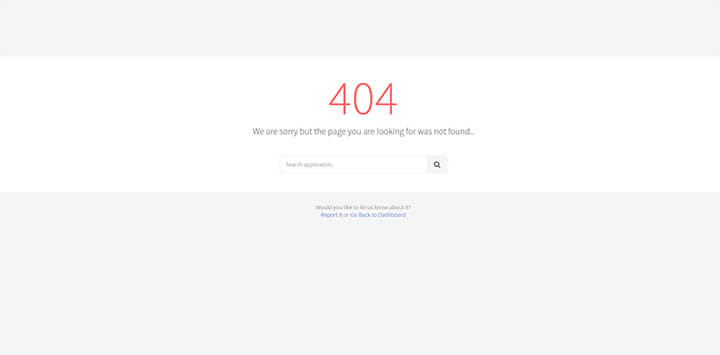 404
We are sorry but the page you are looking for was not found..
Search application..
Would you like to let us know about it?
Report it or Go Back to Dashboard